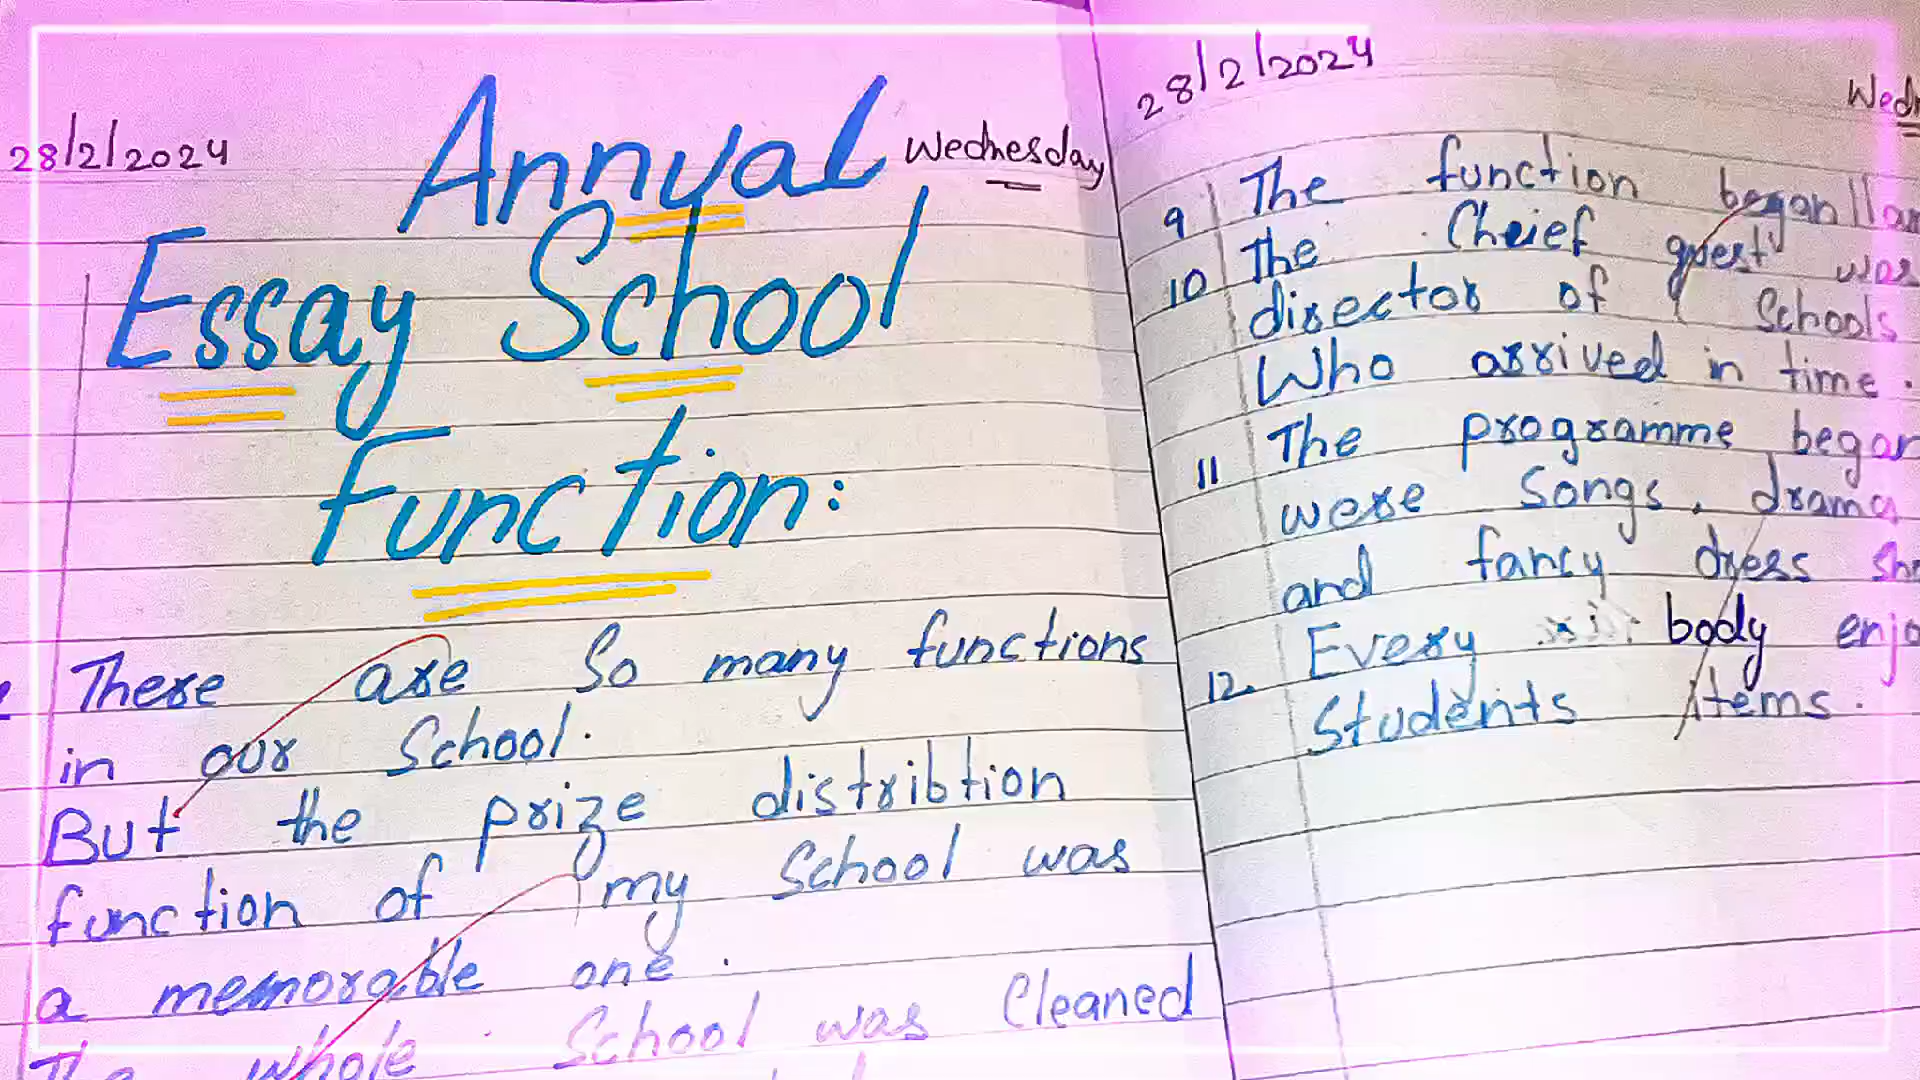 28/2/2024
Annual
Wednesday
Essay School
Function:
There are So many functions
in our School.
But the prize distribtion
function of my School was
a memorable one.
The whole School was Cleaned
28/2/2024
9 The function began
10 The Cheief guest was
director of Schools
Who arrived in time.
11 The programme began
were Songs, drama
and fancy dress
12. Every body
Students items.